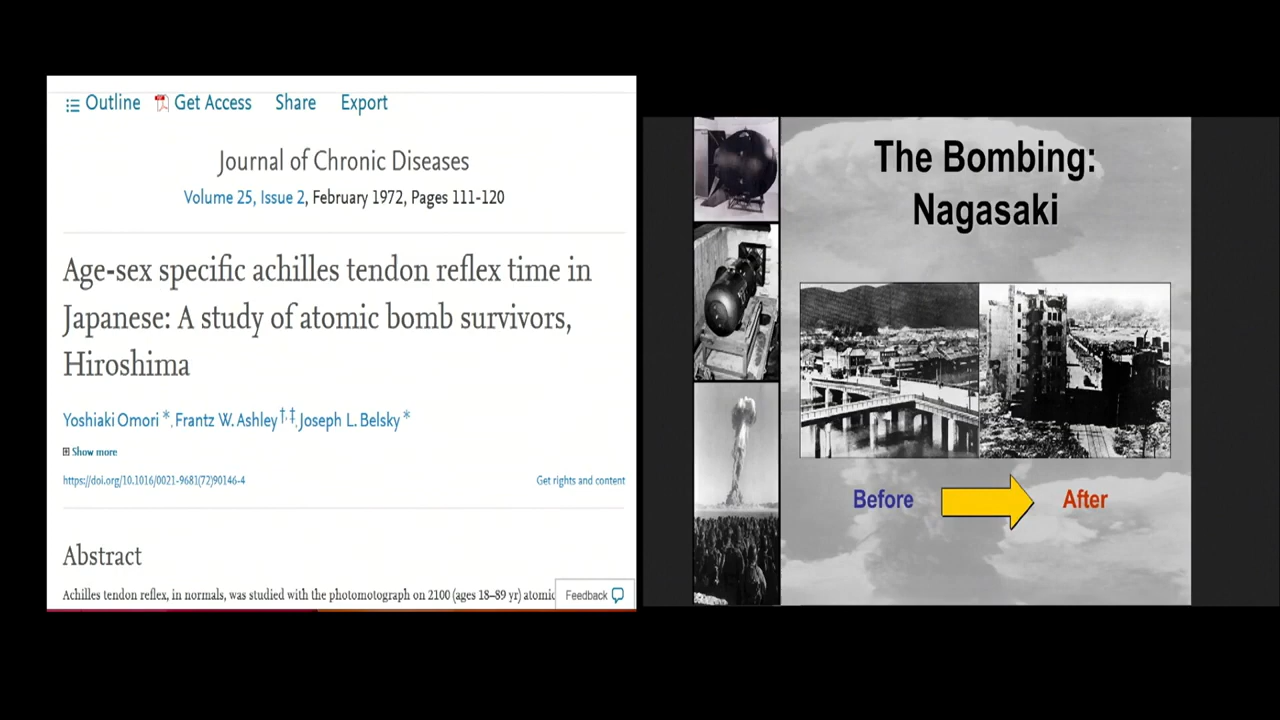 Outline Get Access Share Export
Journal of Chronic Diseases
Volume 25, Issue 2, February 1972, Pages 111-120
Age-sex specific achilles tendon reflex time in
Japanese: A study of atomic bomb survivors,
Hiroshima
Yoshiaki Omori *, Frantz W. Ashley †, ‡, Joseph L. Belsky *
Show more
https://doi.org/10.1016/0021-9681(72)90146-4 Get rights and content
Abstract
Achilles tendon reflex, in normals, was studied with the photomotograph on 2100 (ages 18–89 yr) atomic
Feedback
The Bombing:
Nagasaki
Before After